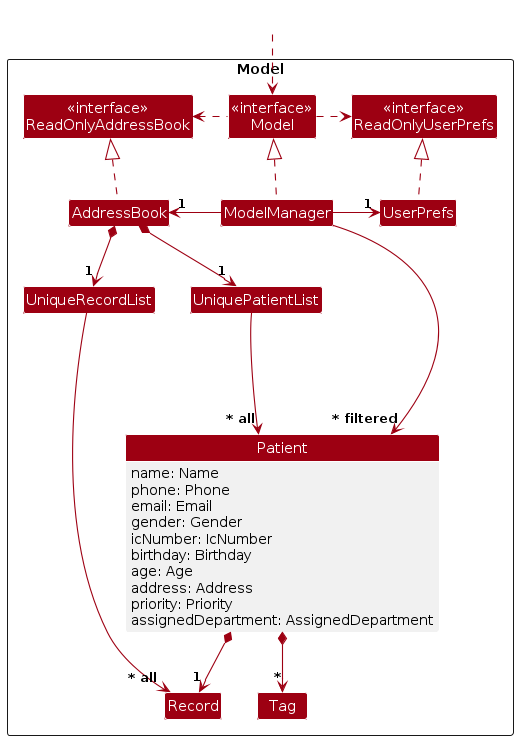 Model
«interface»
ReadOnlyAddressBook
«interface»
Model
«interface»
ReadOnlyUserPrefs
AddressBook
1
ModelManager
1
UserPrefs
1
1
UniqueRecordList
UniquePatientList
* all
* filtered
Patient
name: Name
phone: Phone
email: Email
gender: Gender
icNumber: IcNumber
birthday: Birthday
age: Age
address: Address
priority: Priority
assignedDepartment: AssignedDepartment
* all
1
*
Record
Tag